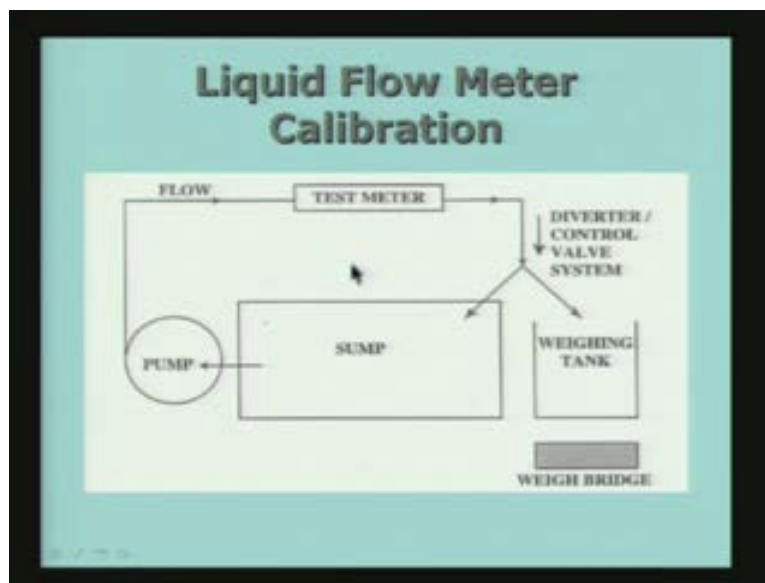 Liquid Flow Meter
Calibration
FLOW
TEST METER
DIVERTER /
CONTROL
VALVE
SYSTEM
SUMP
PUMP
WEIGHING
TANK
WEIGH BRIDGE